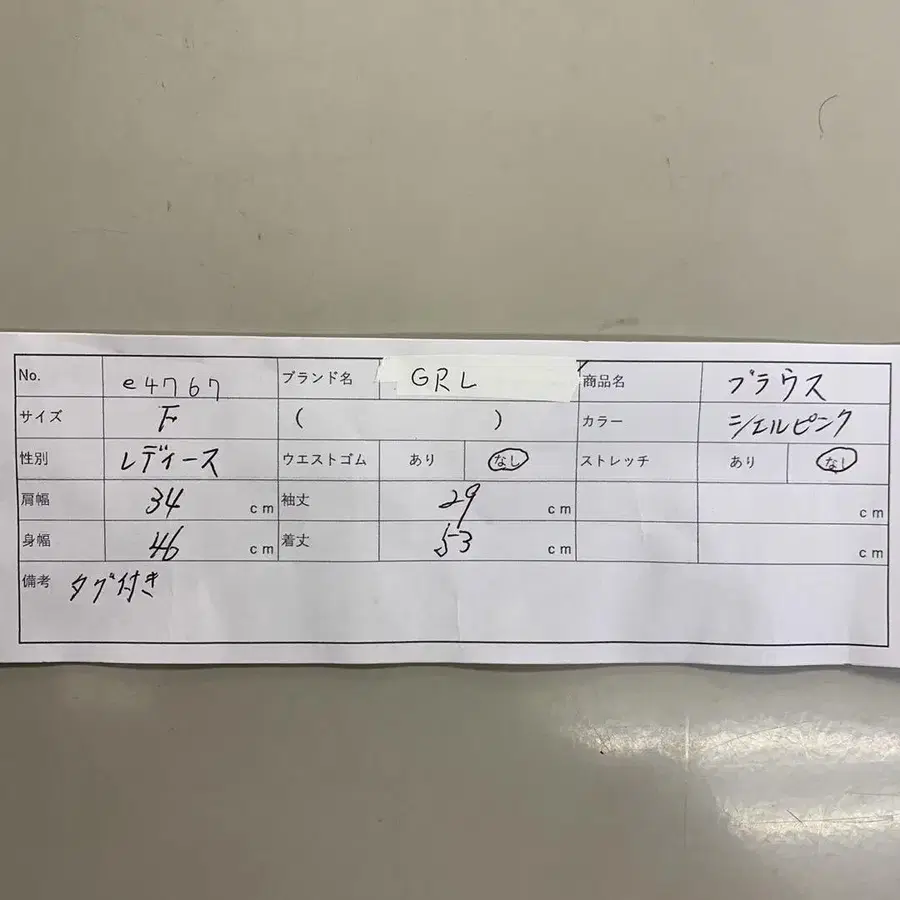 No. e4767 ブランド名 GRL 商品名 ブラウス
サイズ F ( ) カラー シェルピンク
性別 レディース ウエストゴム あり なし ストレッチ あり なし
肩幅 34 cm 袖丈 29 cm cm
身幅 46 cm 着丈 53 cm cm
備考 タグ付き